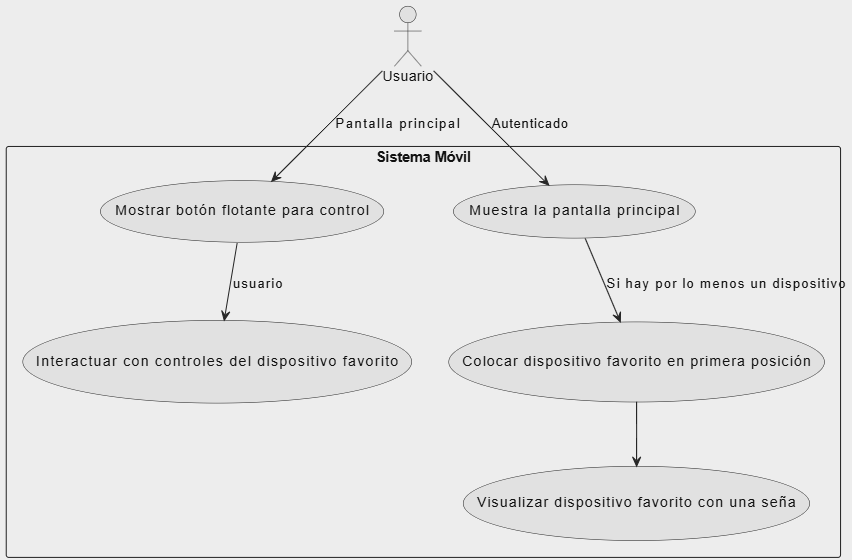 Usuario
Pantalla principal
Autenticado
Sistema Móvil
Mostrar botón flotante para control
Muestra la pantalla principal
usuario
Si hay por lo menos un dispositivo
Interactuar con controles del dispositivo favorito
Colocar dispositivo favorito en primera posición
Visualizar dispositivo favorito con una seña